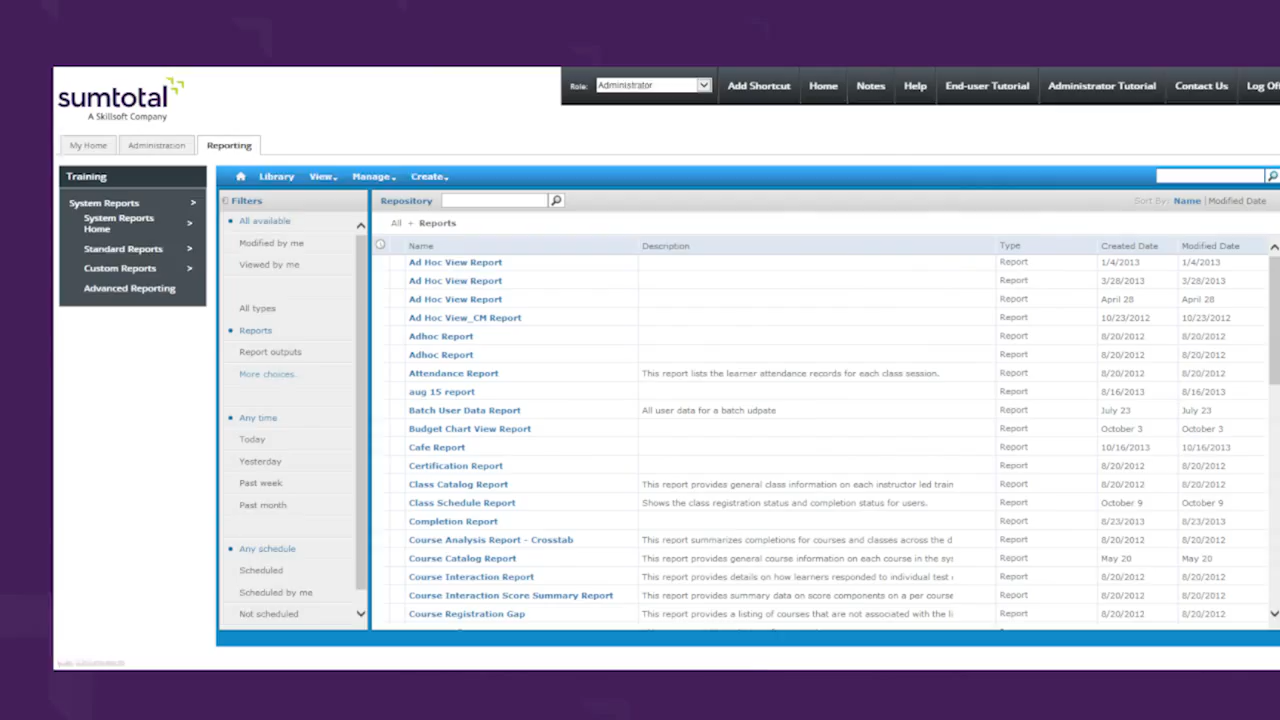 sumtotal
A Skillsoft Company
Role: Administrator Add Shortcut Home Notes Help End-user Tutorial Administrator Tutorial Contact Us Log Of
My Home Administration Reporting
Training
System Reports >
System Reports Home >
Standard Reports >
Custom Reports >
Advanced Reporting
Library View Manage Create
Filters
All available
Modified by me
Viewed by me
All types
Reports
Report outputs
More choices...
Any time
Today
Yesterday
Past week
Past month
Any schedule
Scheduled
Scheduled by me
Not scheduled
Repository
Sort By: Name | Modified Date
All + Reports
Name Description Type Created Date Modified Date
Ad Hoc View Report Report 1/4/2013 1/4/2013
Ad Hoc View Report Report 3/28/2013 3/28/2013
Ad Hoc View Report Report April 28 April 28
Ad Hoc View_CM Report Report 10/23/2012 10/23/2012
Adhoc Report Report 8/20/2012 8/20/2012
Adhoc Report Report 8/20/2012 8/20/2012
Attendance Report This report lists the learner attendance records for each class session. Report 8/20/2012 8/20/2012
aug 15 report Report 8/16/2013 8/16/2013
Batch User Data Report All user data for a batch udpate Report July 23 July 23
Budget Chart View Report Report October 3 October 3
Cafe Report Report 10/16/2013 10/16/2013
Certification Report Report 8/20/2012 8/20/2012
Class Catalog Report This report provides general class information on each instructor led train Report 8/20/2012 8/20/2012
Class Schedule Report Shows the class registration status and completion status for users. Report October 9 October 9
Completion Report Report 8/23/2013 8/23/2013
Course Analysis Report - Crosstab This report summarizes completions for courses and classes across the d Report 8/20/2012 8/20/2012
Course Catalog Report This report provides general course information on each course in the sy Report May 20 May 20
Course Interaction Report This report provides details on how learners responded to individual test Report 8/20/2012 8/20/2012
Course Interaction Score Summary Report This report provides summary data on score components on a per course Report 8/20/2012 8/20/2012
Course Registration Gap This report provides a listing of courses that are not associated with the li Report 8/20/2012 8/20/2012